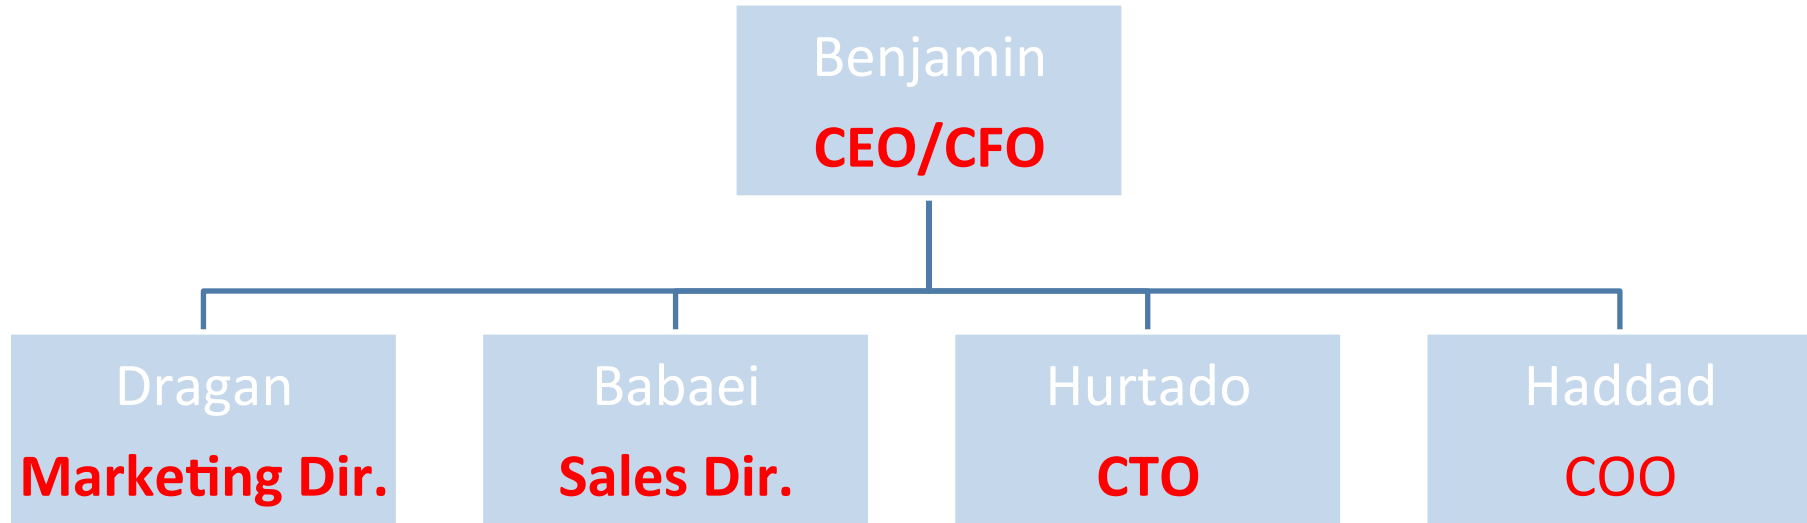 Benjamin
CEO/CFO
Dragan
Marketing Dir.
Babaei
Sales Dir.
Hurtado
CTO
Haddad
COO